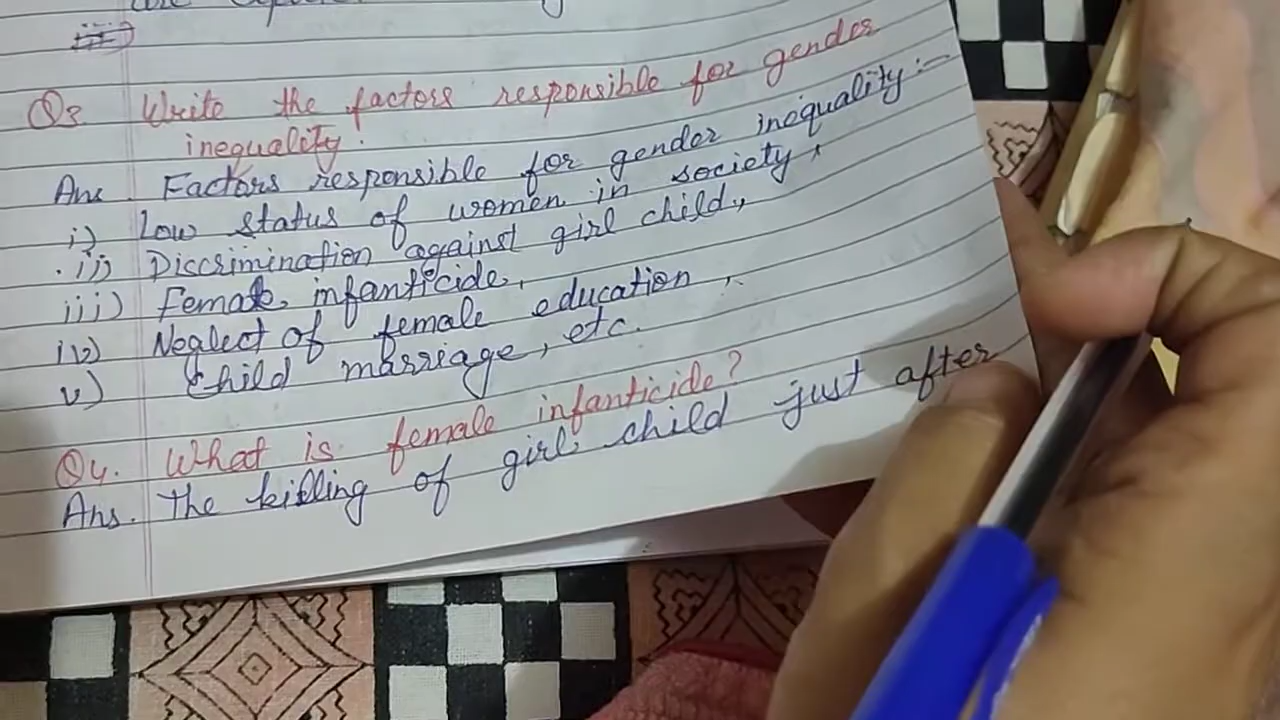 Q3. Write the factors responsible for gender
inequality!
Ans. Factors responsible for gender inequality :-
i) Low status of women in society,
ii) Discrimination against girl child,
iii) Female infanticide,
iv) Neglect of female education,
v) Child marriage, etc.
Q4. What is female infanticide?
Ans. The killing of girl child just after